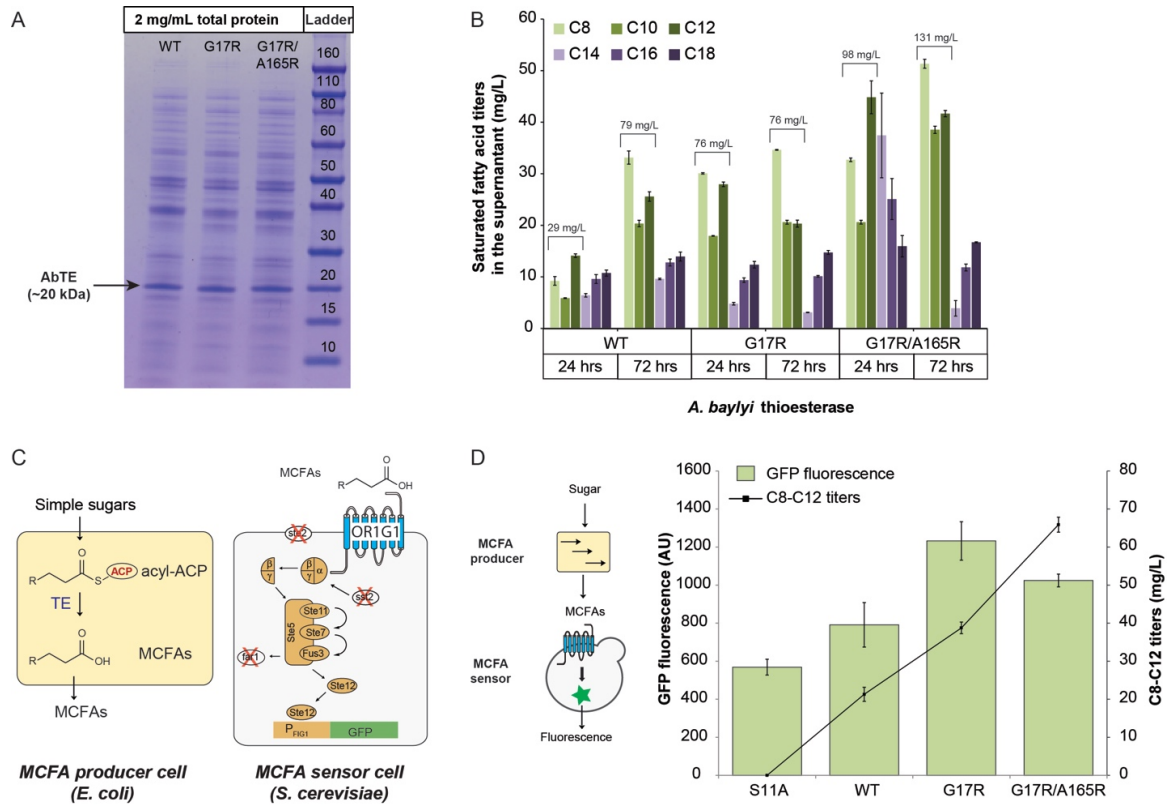 A
2 mg/mL total protein Ladder
WT G17R G17R/
A165R
160
110
80
60
50
40
30
20
15
10
AbTE
(~20 kDa)
B
Saturated fatty acid titers
in the supernatant (mg/L)
60
50
40
30
20
10
0
C8 C10 C12
C14 C16 C18
29 mg/L
79 mg/L
76 mg/L
76 mg/L
98 mg/L
131 mg/L
WT G17R G17R/A165R
24 hrs 72 hrs 24 hrs 72 hrs 24 hrs 72 hrs
A. baylyi thioesterase
C
Simple sugars
R S ACP acyl-ACP
O
TE
O
R OH MCFAs
MCFAs
MCFA producer cell
(E. coli)
MCFAs
O
R OH
ste2
OR1G1
β
γ
β
γ α
sst2
Ste11
Ste5
Ste7
Fus3
far1
Ste12
Ste12
PFIG1 GFP
MCFA sensor cell
(S. cerevisiae)
D
Sugar
MCFA
producer
MCFAs
MCFA
sensor
Fluorescence
GFP fluorescence (AU)
1600
1400
1200
1000
800
600
400
200
0
GFP fluorescence
C8-C12 titers
S11A WT G17R G17R/A165R
80
70
60
50
40
30
20
10
0
C8-C12 titers (mg/L)